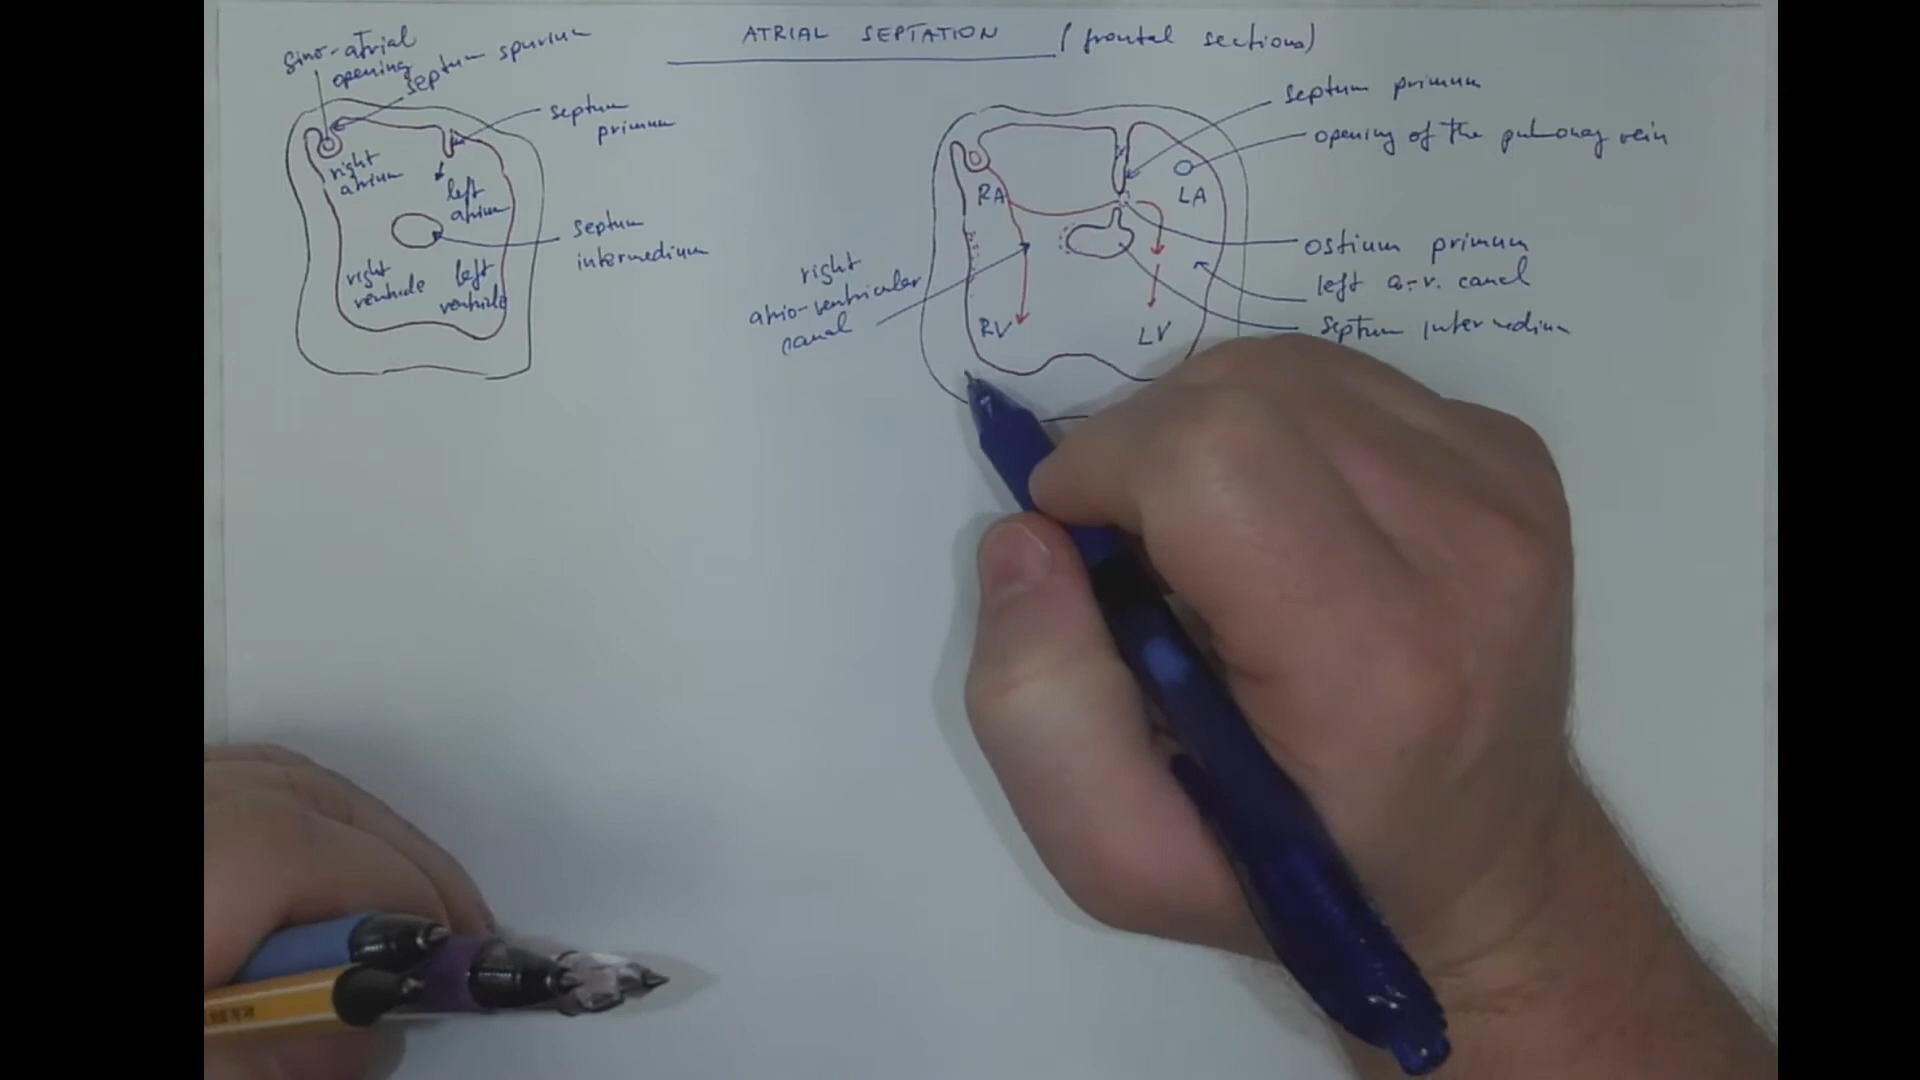 ATRIAL SEPTATION (frontal sections)
sino-atrial
opening
septum spurium
septum
primum
right
atrium
left
atrium
septum
intermedium
right
ventricle
left
ventricle
septum primum
opening of the pulmonary vein
RA
LA
ostium primum
left a-v. canal
septum intermedium
right
atrio-ventricular
canal
RV
LV